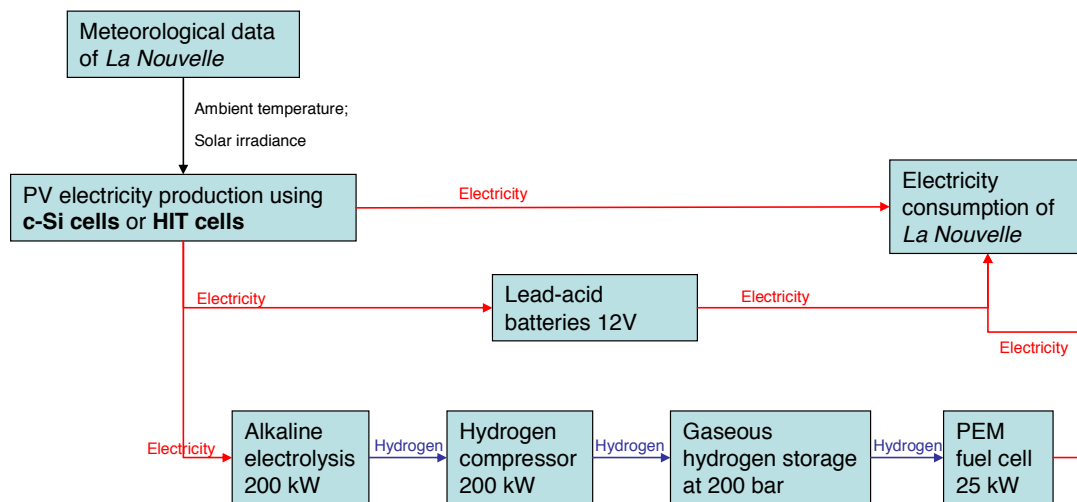 Meteorological data
of La Nouvelle
Ambient temperature;
Solar irradiance
PV electricity production using
c-Si cells or HIT cells
Electricity
Electricity
consumption of
La Nouvelle
Electricity
Lead-acid
batteries 12V
Electricity
Electricity
Electricity
Alkaline
electrolysis
200 kW
Hydrogen
Hydrogen
compressor
200 kW
Hydrogen
Gaseous
hydrogen storage
at 200 bar
Hydrogen
PEM
fuel cell
25 kW